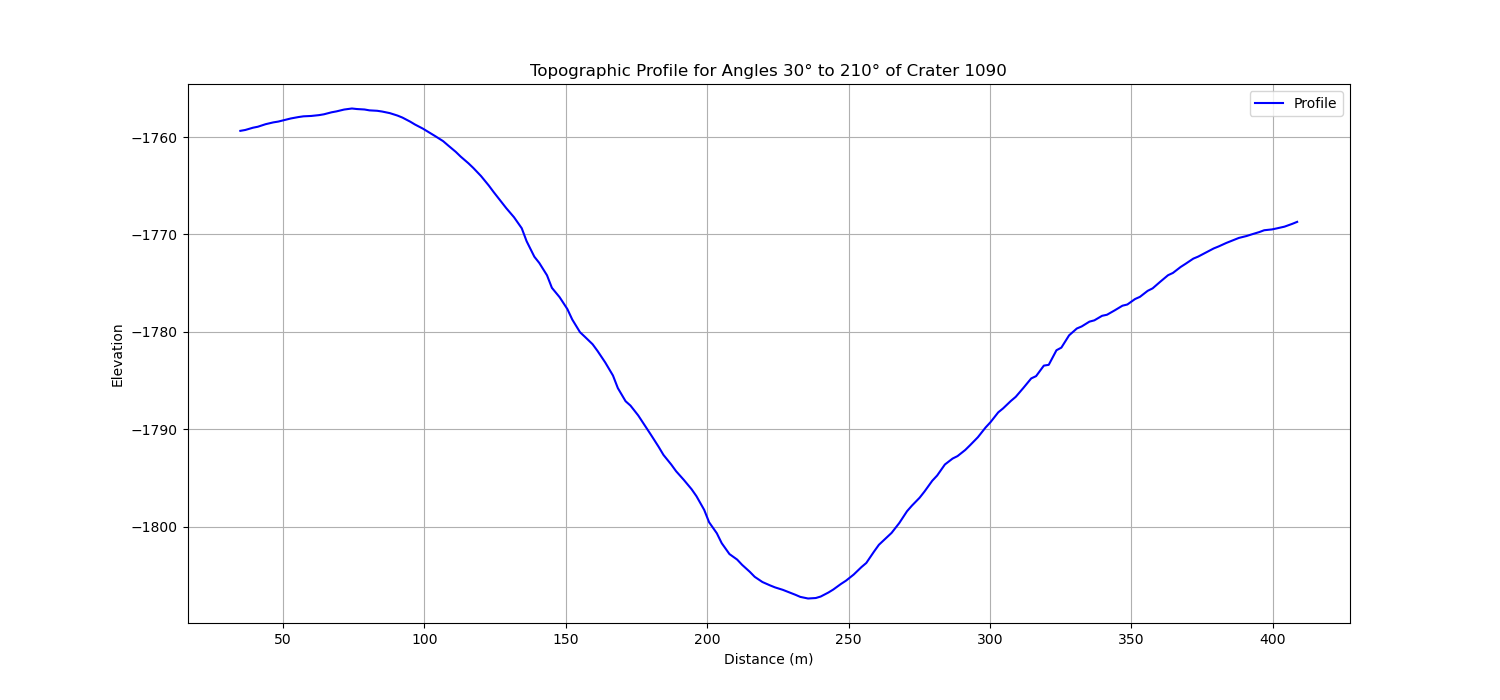 Topographic Profile for Angles 30° to 210° of Crater 1090
Profile
−1760
−1770
−1780
−1790
−1800
Elevation
50 100 150 200 250 300 350 400
Distance (m)